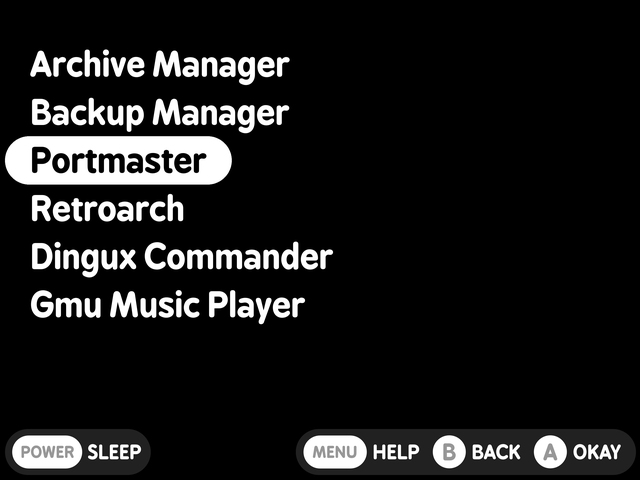 Archive Manager
Backup Manager
Portmaster
Retroarch
Dingux Commander
Gmu Music Player
POWER SLEEP MENU HELP B BACK A OKAY